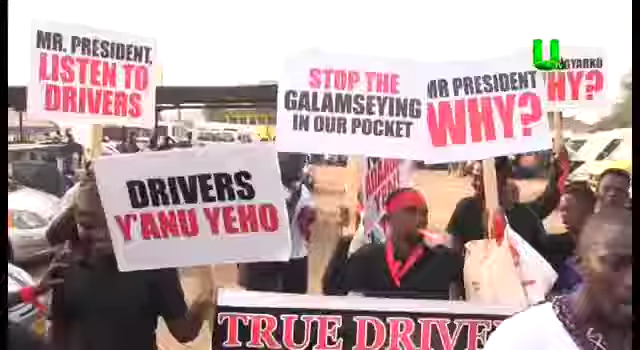 MR. PRESIDENT,
LISTEN TO
DRIVERS
STOP THE
GALAMSEYING
IN OUR POCKET
MR PRESIDENT
WHY?
GYARKO
HY?
U
DRIVERS
Y'ANU YEHO
TRUE DRIVE